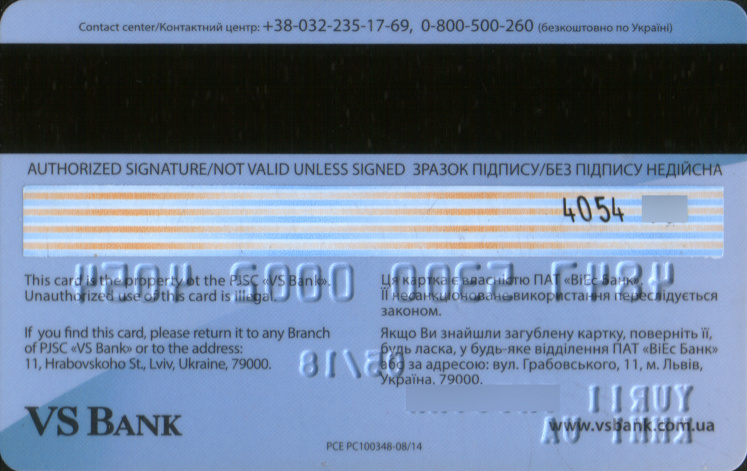 Contact center/Контактний центр: +38-032-235-17-69, 0-800-500-260 (безкоштовно по Україні)
AUTHORIZED SIGNATURE/NOT VALID UNLESS SIGNED ЗРАЗОК ПІДПИСУ/БЕЗ ПІДПИСУ НЕДІЙСНА
4054
This card is the property of the PJSC «VS Bank».
Unauthorized use of this card is illegal.
If you find this card, please return it to any Branch
of PJSC «VS Bank» or to the address:
11, Hrabovskoho St., Lviv, Ukraine, 79000.
Ця картка є власністю ПАТ «ВіЕс Банк».
Її несанкціоноване використання переслідується
законом.
Якщо Ви знайшли загублену картку, поверніть її,
будь ласка, у будь-яке відділення ПАТ «ВіЕс Банк»
або за адресою: вул. Грабовського, 11, м. Львів,
Україна. 79000.
YURII
VS BANK
www.vsbank.com.ua
PCE PC100348-08/14